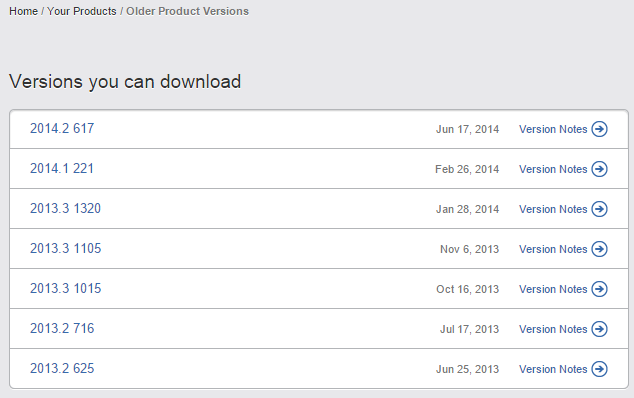 Home / Your Products / Older Product Versions
Versions you can download
2014.2 617 Jun 17, 2014 Version Notes
2014.1 221 Feb 26, 2014 Version Notes
2013.3 1320 Jan 28, 2014 Version Notes
2013.3 1105 Nov 6, 2013 Version Notes
2013.3 1015 Oct 16, 2013 Version Notes
2013.2 716 Jul 17, 2013 Version Notes
2013.2 625 Jun 25, 2013 Version Notes